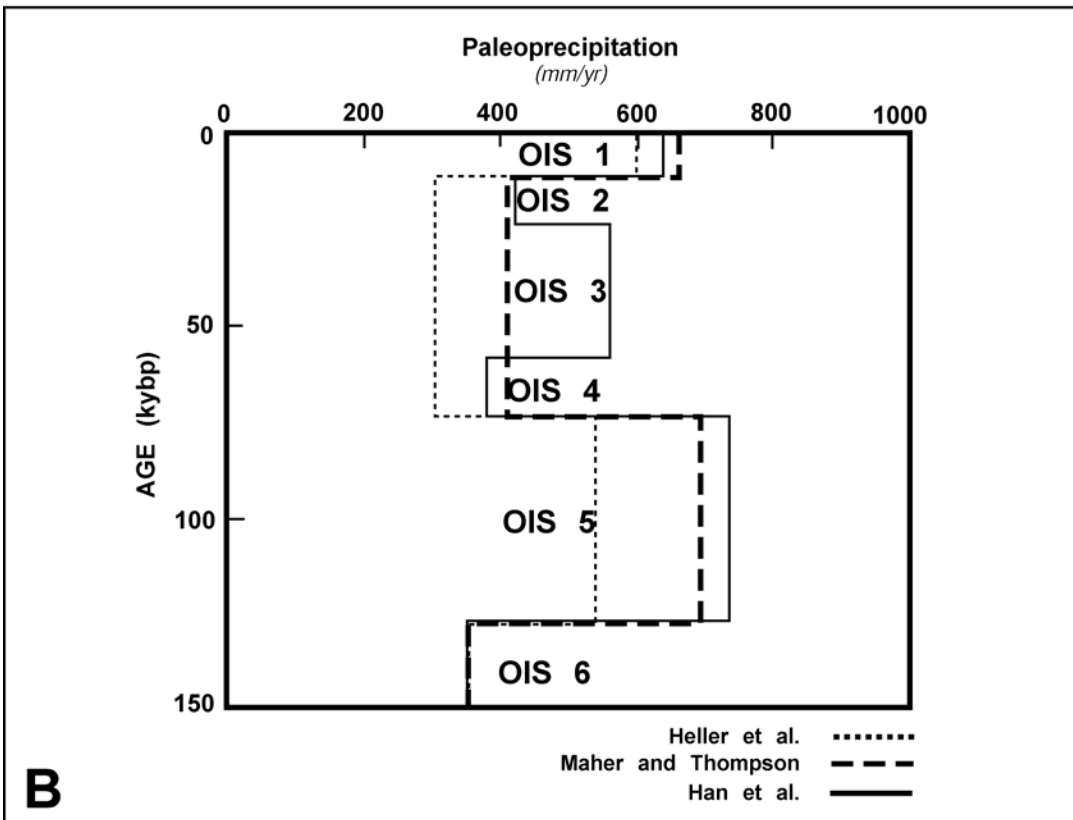 Paleoprecipitation
(mm/yr)
0 200 400 600 800 1000
0
OIS 1
OIS 2
OIS 3
50
OIS 4
AGE (kybp)
100
OIS 5
OIS 6
150
Heller et al.
Maher and Thompson
Han et al.
B